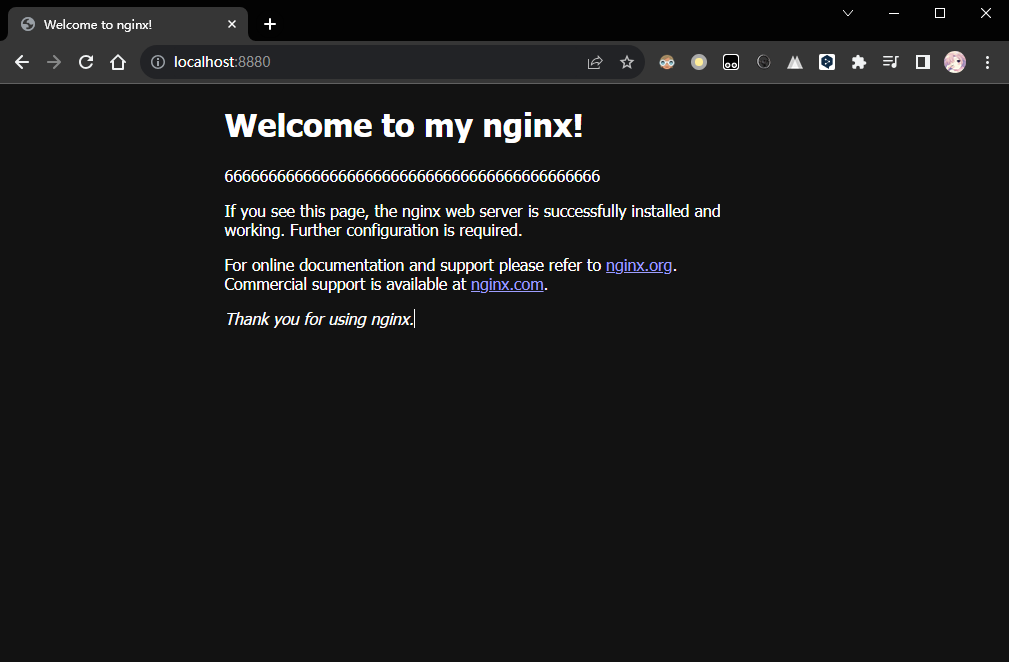 Welcome to nginx!
localhost:8880
Welcome to my nginx!
6666666666666666666666666666666666666666666
If you see this page, the nginx web server is successfully installed and
working. Further configuration is required.
For online documentation and support please refer to nginx.org.
Commercial support is available at nginx.com.
Thank you for using nginx.